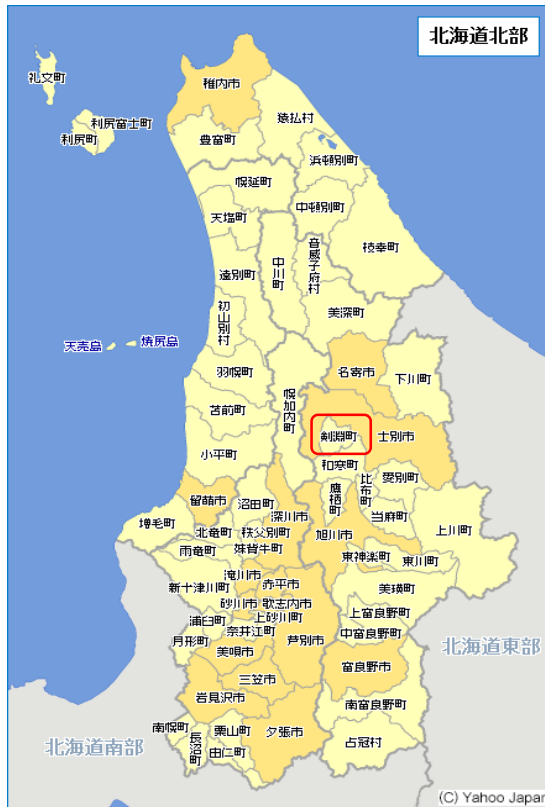 北海道北部
稚内市
礼文町
猿払村
利尻富士町
利尻町
豊富町
浜頓別町
幌延町
中頓別町
天塩町
枝幸町
音威子府村
中川町
遠別町
美深町
初山別村
天売島
焼尻島
羽幌町
名寄市
下川町
幌加内町
苫前町
剣淵町
士別市
小平町
和寒町
比布町
愛別町
鷹栖町
留萌市
沼田町
深川市
当麻町
上川町
増毛町
北竜町
秩父別町
旭川市
雨竜町
妹背牛町
東神楽町
東川町
新十津川町
滝川市
赤平市
美瑛町
砂川市
歌志内市
上富良野町
浦臼町
上砂川町
奈井江町
芦別市
中富良野町
月形町
北海道東部
美唄市
富良野市
三笠市
岩見沢市
南富良野町
南幌町
長沼町
栗山町
夕張市
占冠村
北海道南部
由仁町
(C) Yahoo Japan